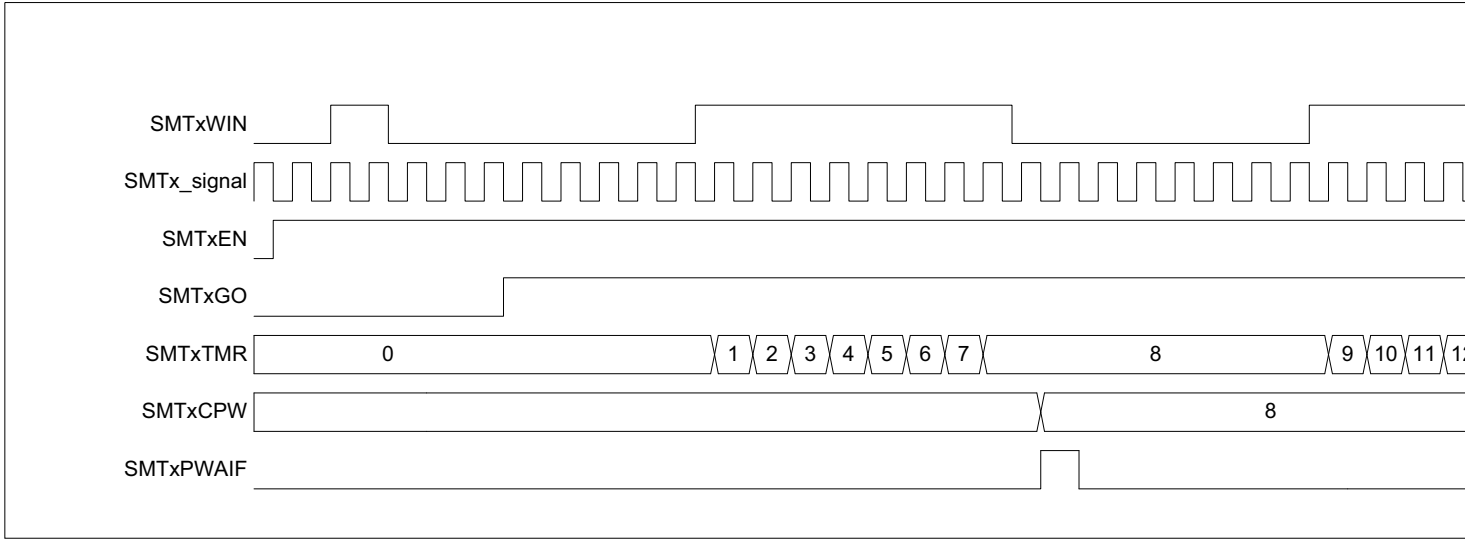 SMTxWIN
SMTx_signal
SMTxEN
SMTxGO
SMTxTMR 0 1 2 3 4 5 6 7 8 9 10 11 12
SMTxCPW 8
SMTxPWAIF